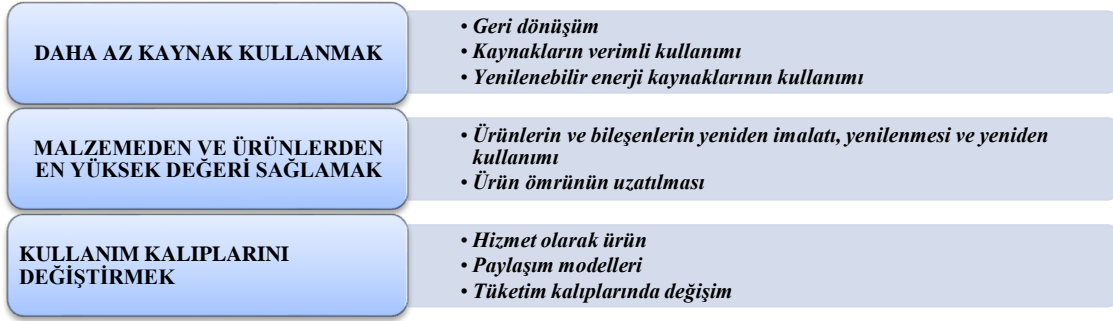 DAHA AZ KAYNAK KULLANMAK
• Geri dönüşüm
• Kaynakların verimli kullanımı
• Yenilenebilir enerji kaynaklarının kullanımı
MALZEMEDEN VE ÜRÜNLERDEN
EN YÜKSEK DEĞERİ SAĞLAMAK
• Ürünlerin ve bileşenlerin yeniden imalatı, yenilenmesi ve yeniden
kullanımı
• Ürün ömrünün uzatılması
KULLANIM KALIPLARINI
DEĞİŞTİRMEK
• Hizmet olarak ürün
• Paylaşım modelleri
• Tüketim kalıplarında değişim